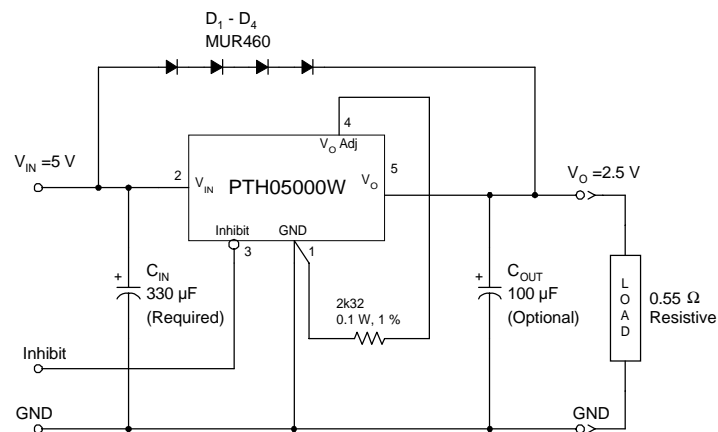 D1 - D4
MUR460
4
VO Adj
VIN =5 V
2
VIN
PTH05000W
VO
5
VO =2.5 V
Inhibit
GND
3
1
+
CIN
330 µF
(Required)
2k32
0.1 W, 1 %
+
COUT
100 µF
(Optional)
LOAD
0.55 Ω
Resistive
Inhibit
GND
GND